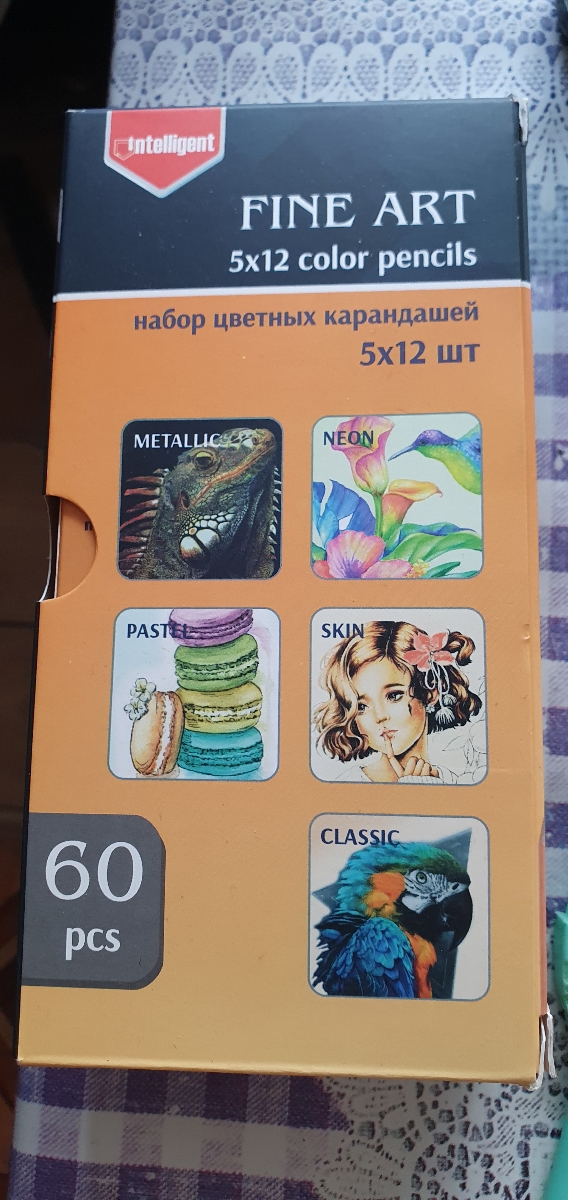 intelligent
FINE ART
5x12 color pencils
набор цветных карандашей
5x12 шт
METALLIC
NEON
PASTEL
SKIN
CLASSIC
60
pcs